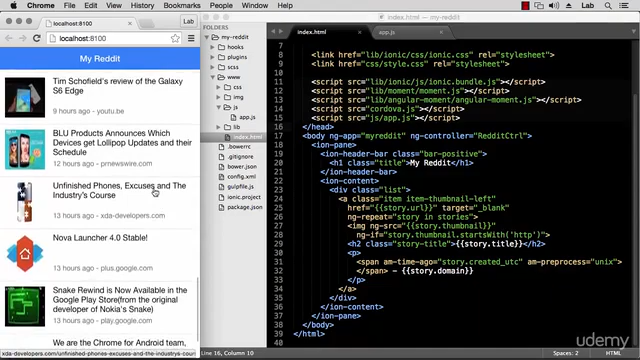 Chrome File Edit View History Bookmarks Window Help
localhost:8100
Lab
localhost:8100
My Reddit
Tim Schofield's review of the Galaxy
S6 Edge
9 hours ago - youtu.be
BLU Products Announces Which
Devices get Lollipop Updates and their
Schedule
12 hours ago - prnewswire.com
Unfinished Phones, Excuses and The
Industry's Course
13 hours ago - xda-developers.com
Nova Launcher 4.0 Stable!
13 hours ago - plus.google.com
Snake Rewind is Now Available in the
Google Play Store(from the original
developer of Nokia's Snake)
13 hours ago - play.google.com
We are the Chrome for Android team,
xda-developers.com/unfinished-phones-excuses-and-the-industrys-cour
index.html — my-reddit
FOLDERS
my-reddit
hooks
plugins
scss
www
css
img
js
app.js
lib
index.html
.bowerrc
.gitignore
bower.json
gulpfile.js
ionic.project
package.json
index.html
app.js
7
8 <link href="lib/ionic/css/ionic.css" rel="stylesheet">
9 <link href="css/style.css" rel="stylesheet">
10
11 <script src="lib/ionic/js/ionic.bundle.js"></script>
12 <script src="lib/moment/moment.js"></script>
13 <script src="lib/angular-moment/angular-moment.js"></script>
14 <script src="cordova.js"></script>
15 <script src="js/app.js"></script>
16 </head>
17 <body ng-app="myreddit" ng-controller="RedditCtrl">
18 <ion-pane>
19 <ion-header-bar class="bar-positive">
20 <h1 class="title">My Reddit</h1>
21 </ion-header-bar>
22 <ion-content>
23 <div class="list">
24 <a class="item item-thumbnail-left"
25 href="{{story.url}}" target="_blank"
26 ng-repeat="story in stories">
27 <img ng-src="{{story.thumbnail}}"
28 ng-if="story.thumbnail.startsWith('http')">
29 <h2 class="story-title">{{story.title}}</h2>
30 <p>
31 <span am-time-ago="story.created_utc" am-preprocess="unix">
32 </span> - {{story.domain}}
33 </p>
34 </a>
35 </div>
36 </ion-content>
37 </ion-pane>
38 </body>
39 </html>
Line 16, Column 10
Spaces: 2
HTML
udemy